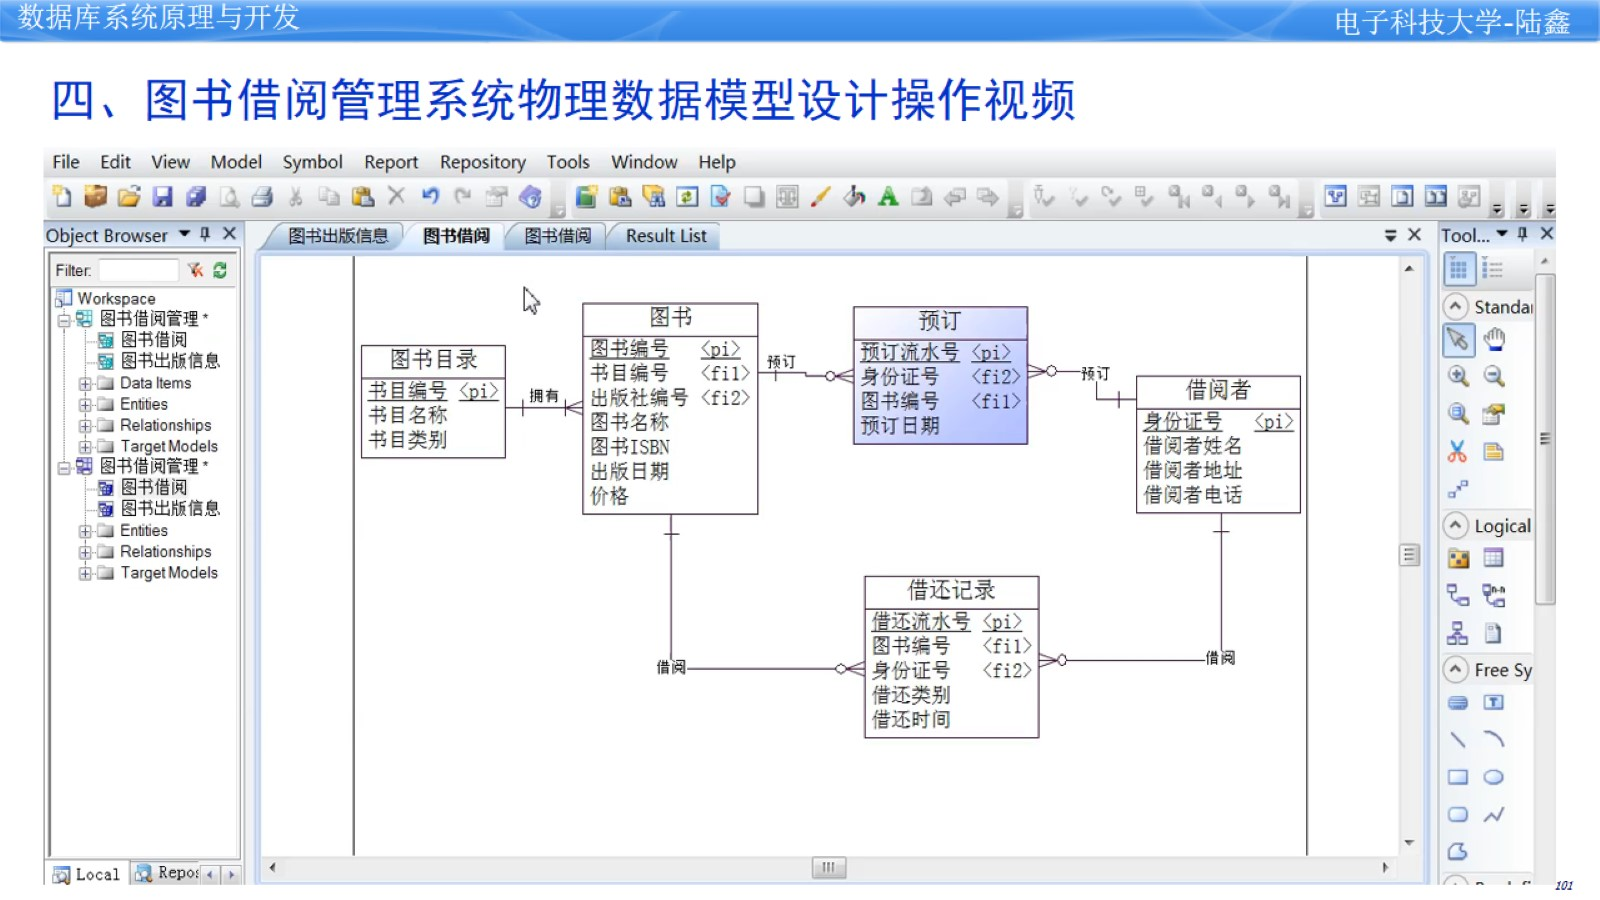 数据库系统原理与开发
电子科技大学-陆鑫
四、图书借阅管理系统物理数据模型设计操作视频
File Edit View Model Symbol Report Repository Tools Window Help
Object Browser
图书出版信息 图书借阅 图书借阅 Result List
Tool...
Filter:
Workspace
图书借阅管理 *
图书借阅
图书出版信息
Data Items
Entities
Relationships
Target Models
图书借阅管理 *
图书借阅
图书出版信息
Entities
Relationships
Target Models
Local
图书目录
书目编号 <pi>
书目名称
书目类别
拥有
图书
图书编号 <pi>
书目编号 <fi1>
出版社编号 <fi2>
图书名称
图书ISBN
出版日期
价格
预订
预订
预订流水号 <pi>
身份证号 <fi2>
图书编号 <fi1>
预订日期
预订
借阅者
身份证号 <pi>
借阅者姓名
借阅者地址
借阅者电话
借阅
借还记录
借还流水号 <pi>
图书编号 <fi1>
身份证号 <fi2>
借还类别
借还时间
借阅
Standar
Logical
Free Sy
101